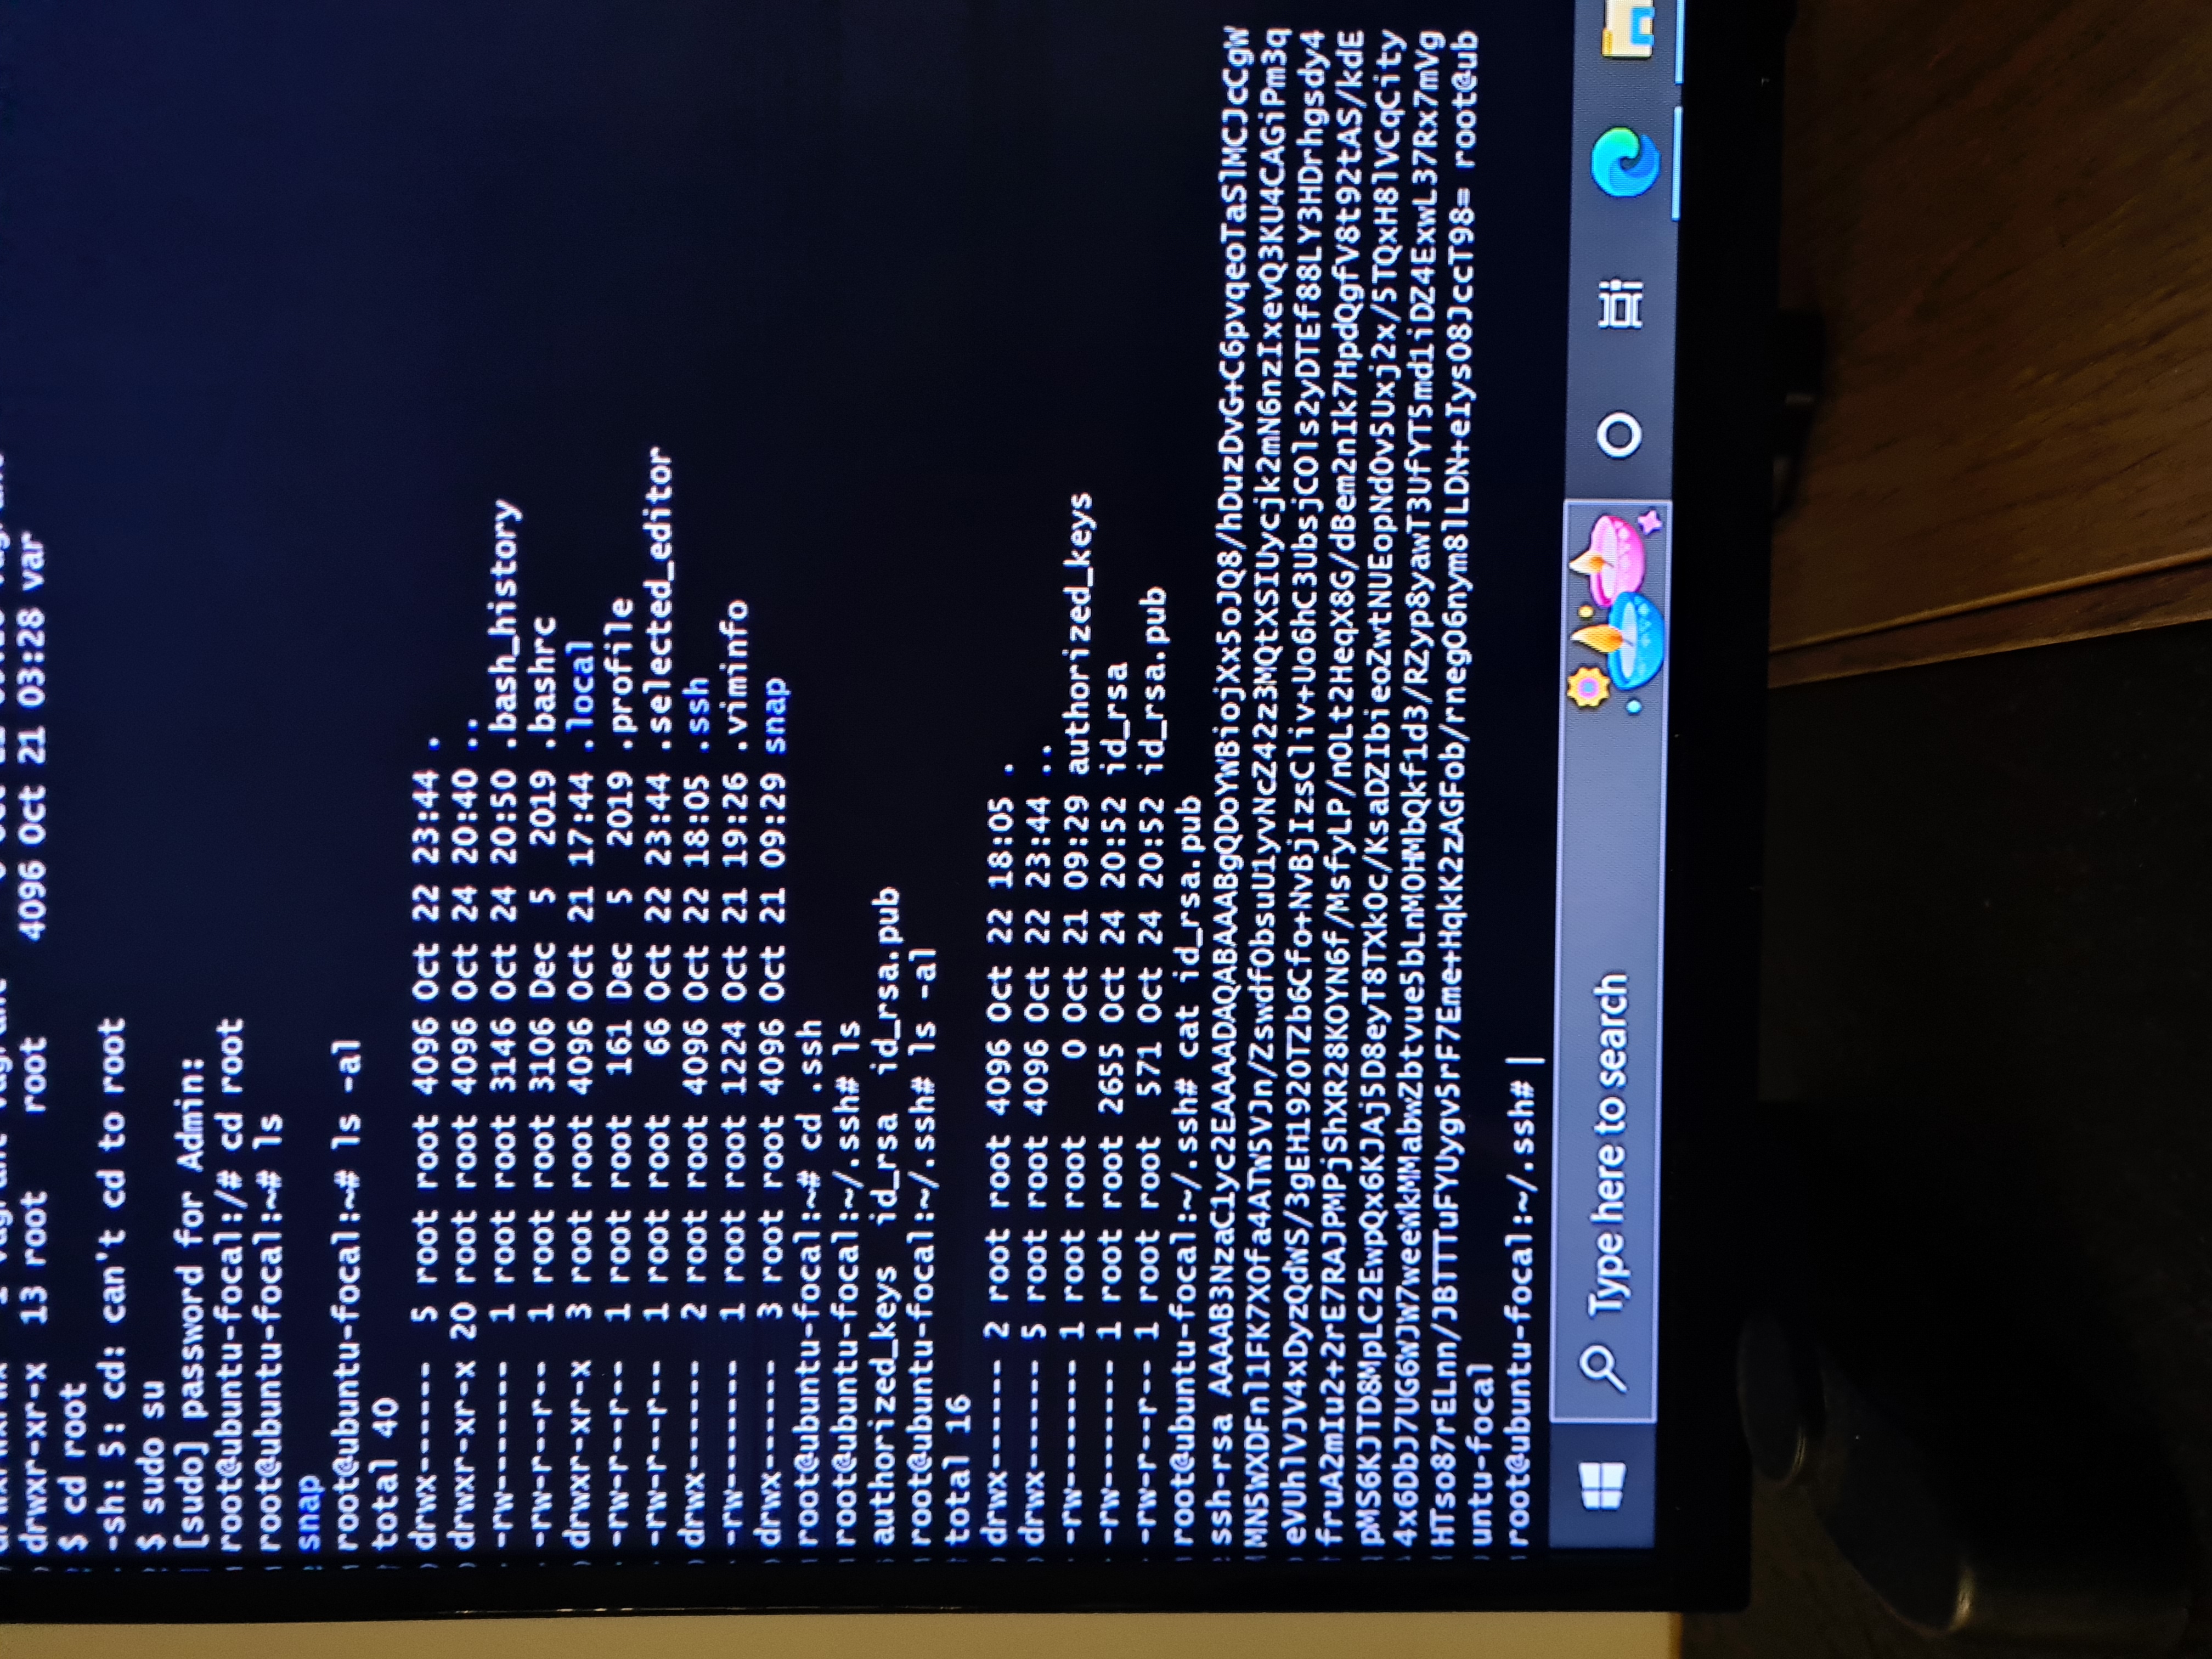 drwxr-xr-x  13 root    root     4096 Oct 21 03:28 var
$ cd root
-sh: 5: cd: can't cd to root
$ sudo su
[sudo] password for Admin:
root@ubuntu-focal:/# cd root
root@ubuntu-focal:~# ls
snap
root@ubuntu-focal:~# ls -al
total 40
drwx------  5 root root 4096 Oct 22 23:44 .
drwxr-xr-x 20 root root 4096 Oct 24 20:40 ..
-rw-------  1 root root 3146 Oct 24 20:50 .bash_history
-rw-r--r--  1 root root 3106 Dec  5  2019 .bashrc
drwxr-xr-x  3 root root 4096 Oct 21 17:44 .local
-rw-r--r--  1 root root  161 Dec  5  2019 .profile
-rw-r--r--  1 root root   66 Oct 22 23:44 .selected_editor
drwx------  2 root root 4096 Oct 22 18:05 .ssh
-rw-------  1 root root 1224 Oct 21 19:26 .viminfo
drwx------  3 root root 4096 Oct 21 09:29 snap
root@ubuntu-focal:~# cd .ssh
root@ubuntu-focal:~/.ssh# ls
authorized_keys  id_rsa  id_rsa.pub
root@ubuntu-focal:~/.ssh# ls -al
total 16
drwx------ 2 root root 4096 Oct 22 18:05 .
drwx------ 5 root root 4096 Oct 22 23:44 ..
-rw------- 1 root root    0 Oct 21 09:29 authorized_keys
-rw------- 1 root root 2655 Oct 24 20:52 id_rsa
-rw-r--r-- 1 root root  571 Oct 24 20:52 id_rsa.pub
root@ubuntu-focal:~/.ssh# cat id_rsa.pub
ssh-rsa AAAAB3NzaC1yc2EAAAADAQABAAABgQDoYWBiojXx5oJQ8/hDuzDvG+C6pvqeoTaSlMCJcCgW
MN5WXDFnl1FK7XOfa4ATW5VJn/ZswdfObsuU1yvNcZ42z3MQtXSIUycjk2mN6nzIxevQ3KU4CAGiPm3q
eVUhlVJV4xDyzQdWS/3gEH192OTZb6Cfo+NvBjIzsCliv+Uo6hC3UbsjCOls2yDTEf88LY3HDrhgsdy4
fruA2mIu2+2rE7RAJPMPjShXR28KOYN6f/MsfyLP/nOLt2HeqX8G/dBem2nIk7HpdQgfV8t92tAS/kdE
pMS6KJTD8MpLC2EwpQx6KJAj5D8eyT8TXk0c/KsaDZIbieoZwtNUEopNdOv5Uxj2x/5TQxH8lVCqCity
4x6DbJ7UG6WJW7weeWkMMabwZbtvue5bLnM0HMbQkf1d3/RZyp8yawT3UfYT5md1iDZ4ExwL37Rx7mVg
HTso87rELnn/JBTTTuFYUygv5rF7Eme+HqkK2zAGFob/rnegO6nym8lLDN+eIysO8JccT98= root@ub
untu-focal
root@ubuntu-focal:~/.ssh#
Type here to search